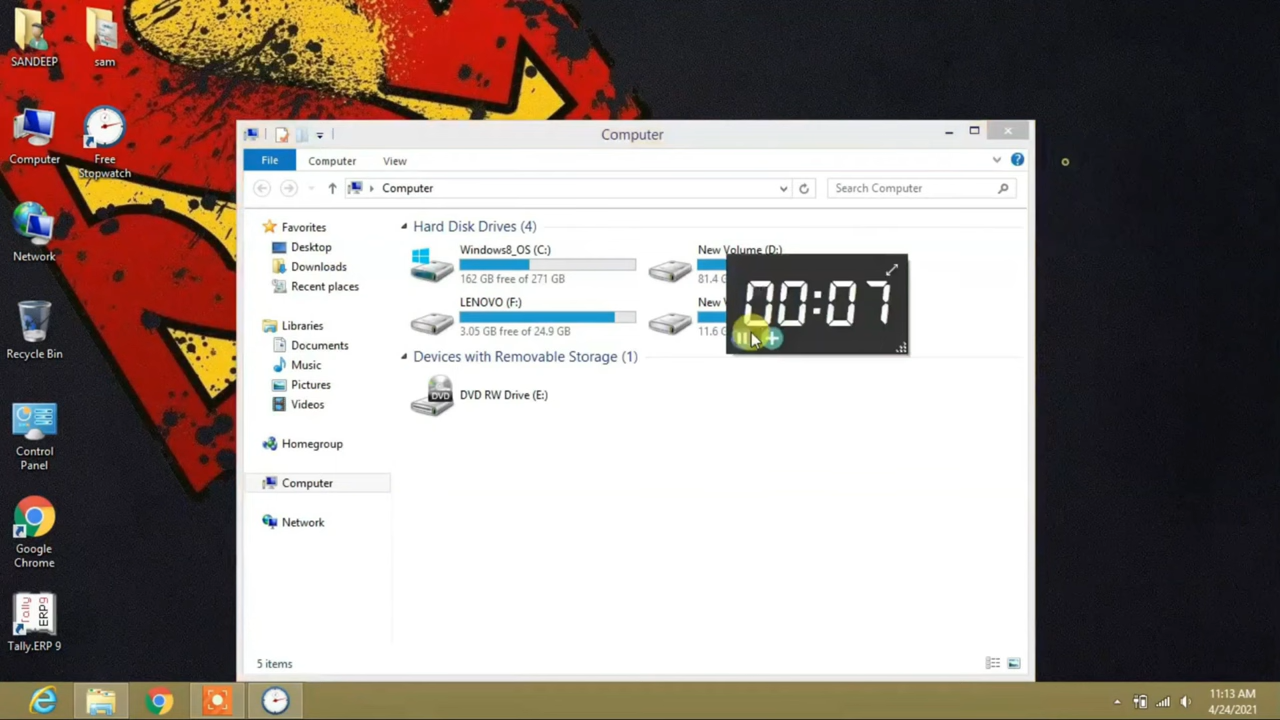 SANDEEP
sam
Computer
Free
Stopwatch
Network
Recycle Bin
Control
Panel
Google
Chrome
Tally
ERP9
Tally.ERP 9
Computer
File
Computer
View
Computer
Search Computer
Favorites
Desktop
Downloads
Recent places
Libraries
Documents
Music
Pictures
Videos
Homegroup
Computer
Network
Hard Disk Drives (4)
Windows8_OS (C:)
162 GB free of 271 GB
New Volume (D:)
81.4
LENOVO (F:)
3.05 GB free of 24.9 GB
11.6
00:07
Devices with Removable Storage (1)
DVD
DVD RW Drive (E:)
5 items
11:13 AM
4/24/2021